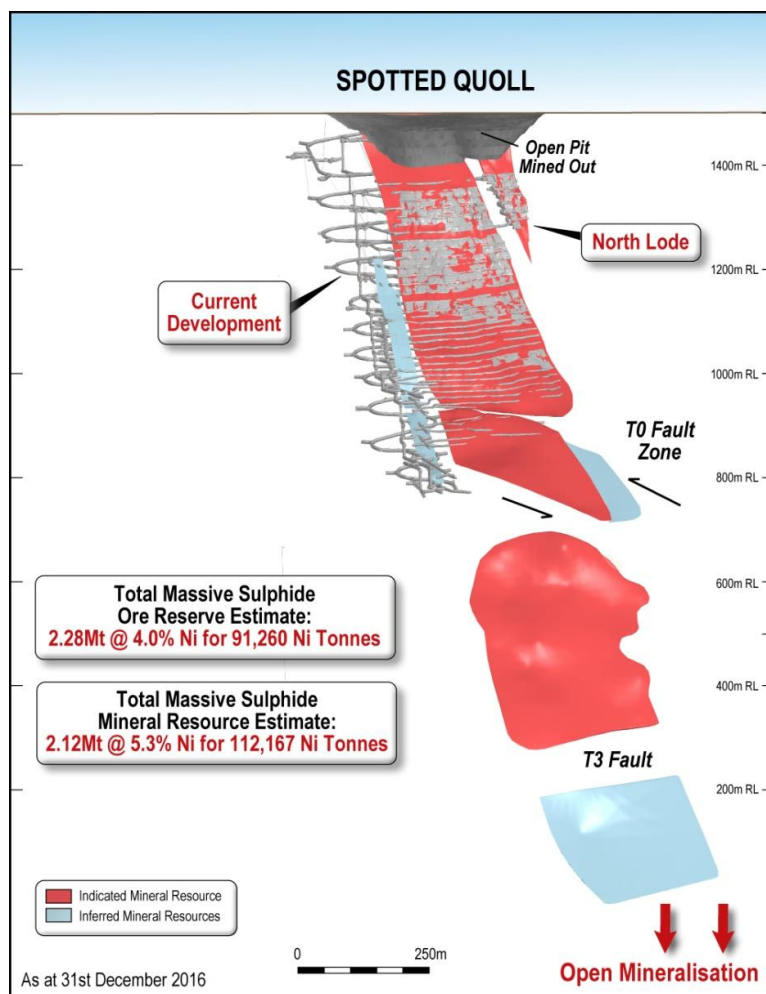 SPOTTED QUOLL
Open Pit
Mined Out
1400m RL
North Lode
1200m RL
Current
Development
1000m RL
T0 Fault
Zone
800m RL
Total Massive Sulphide
Ore Reserve Estimate:
2.28Mt @ 4.0% Ni for 91,260 Ni Tonnes
600m RL
Total Massive Sulphide
Mineral Resource Estimate:
2.12Mt @ 5.3% Ni for 112,167 Ni Tonnes
400m RL
T3 Fault
200m RL
Indicated Mineral Resource
Inferred Mineral Resources
0
250m
As at 31st December 2016
Open Mineralisation